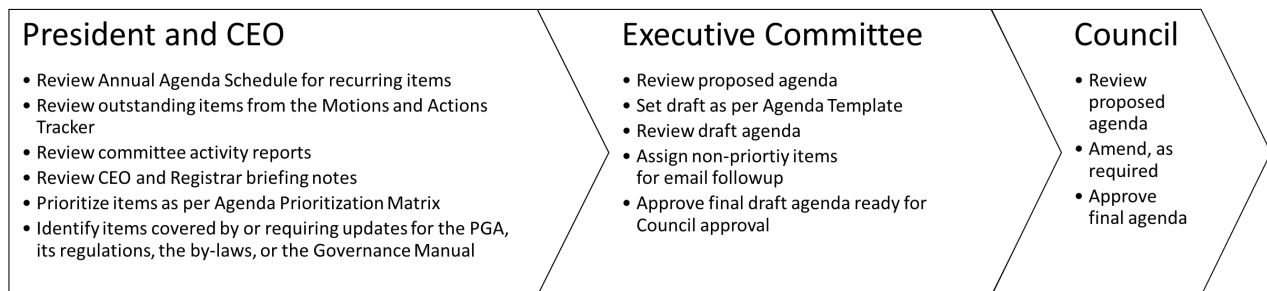 President and CEO
• Review Annual Agenda Schedule for recurring items
• Review outstanding items from the Motions and Actions
Tracker
• Review committee activity reports
• Review CEO and Registrar briefing notes
• Prioritize items as per Agenda Prioritization Matrix
• Identify items covered by or requiring updates for the PGA,
its regulations, the by-laws, or the Governance Manual
Executive Committee
• Review proposed agenda
• Set draft as per Agenda Template
• Review draft agenda
• Assign non-priortiy items
for email followup
• Approve final draft agenda ready for
Council approval
Council
• Review
proposed
agenda
• Amend, as
required
• Approve
final agenda